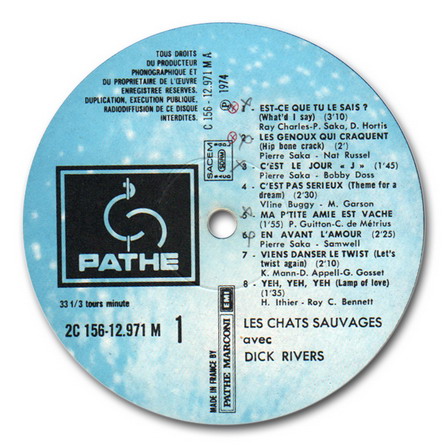 TOUS DROITS
DU PRODUCTEUR
PHONOGRAPHIQUE ET
DU PROPRIETAIRE DE L'ŒUVRE
ENREGISTREE RESERVES.
DUPLICATION, EXECUTION PUBLIQUE,
RADIODIFFUSION DE CE DISQUE
INTERDITES.
C 156 - 12.971 M A
Ⓟ 1974
SACEM
1 - EST-CE QUE TU LE SAIS ?
(What'd I say) (3'10)
Ray Charles-P. Saka, D. Hortis
2 - LES GENOUX QUI CRAQUENT
(Hip bone crack) (2')
Pierre Saka - Nat Russel
3 - C'EST LE JOUR « J » (1'45)
Pierre Saka - Bobby Doss
4 - C'EST PAS SERIEUX (Theme for a
dream) (2'30)
Vline Buggy - M. Garson
5 - MA P'TITE AMIE EST VACHE
(1'55) P. Guitton-C. de Métrius
6 - EN AVANT L'AMOUR (2'25)
Pierre Saka - Samwell
7 - VIENS DANSER LE TWIST (Let's
twist again) (2'10)
K. Mann-D. Appell-G. Gosset
8 - YEH, YEH, YEH (Lamp of love)
(1'35)
H. Ithier - Roy C. Bennett
PATHE
33 1/3 tours minute
2C 156-12.971 M 1
MADE IN FRANCE BY
PATHE MARCONI EMI
LES CHATS SAUVAGES
avec
DICK RIVERS